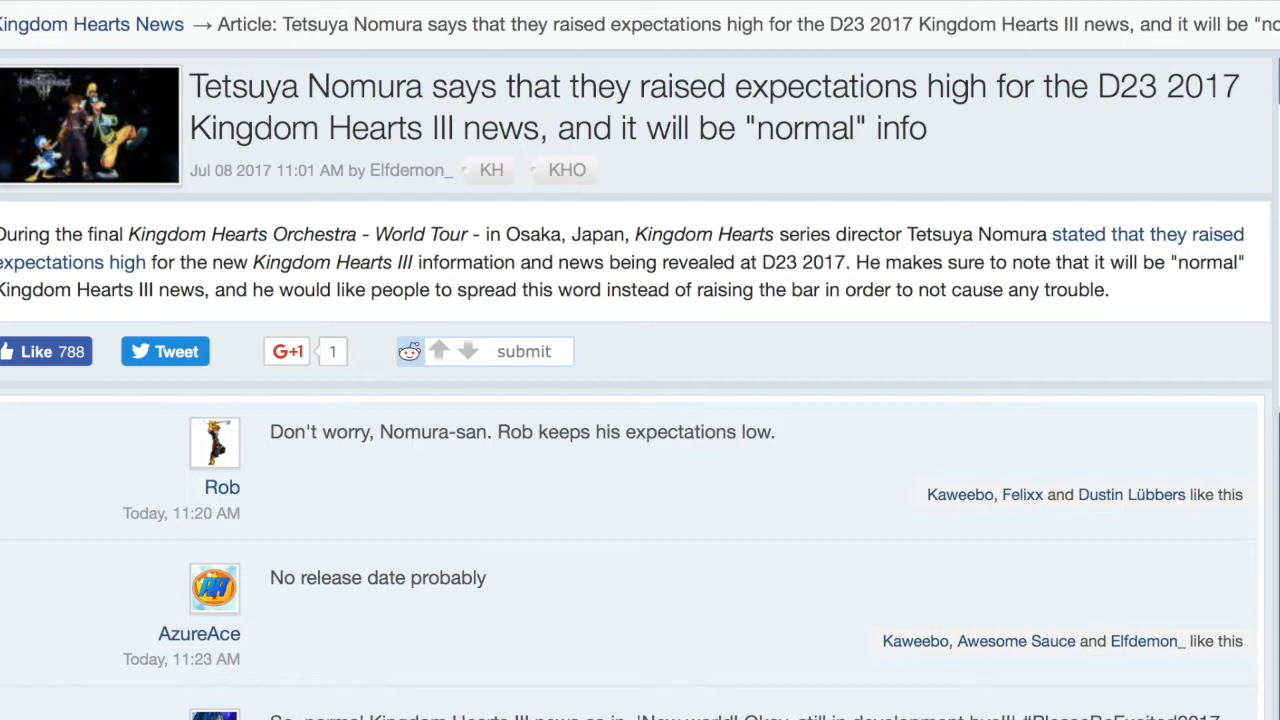 Kingdom Hearts News → Article: Tetsuya Nomura says that they raised expectations high for the D23 2017 Kingdom Hearts III news, and it will be "no
Tetsuya Nomura says that they raised expectations high for the D23 2017
Kingdom Hearts III news, and it will be "normal" info
Jul 08 2017 11:01 AM by Elfdemon_ KH KHO
During the final Kingdom Hearts Orchestra - World Tour - in Osaka, Japan, Kingdom Hearts series director Tetsuya Nomura stated that they raised
expectations high for the new Kingdom Hearts III information and news being revealed at D23 2017. He makes sure to note that it will be "normal"
Kingdom Hearts III news, and he would like people to spread this word instead of raising the bar in order to not cause any trouble.
Like 788 Tweet G+1 1 submit
Don't worry, Nomura-san. Rob keeps his expectations low.
Rob
Kaweebo, Felixx and Dustin Lübbers like this
Today, 11:20 AM
No release date probably
AzureAce
Kaweebo, Awesome Sauce and Elfdemon_ like this
Today, 11:23 AM